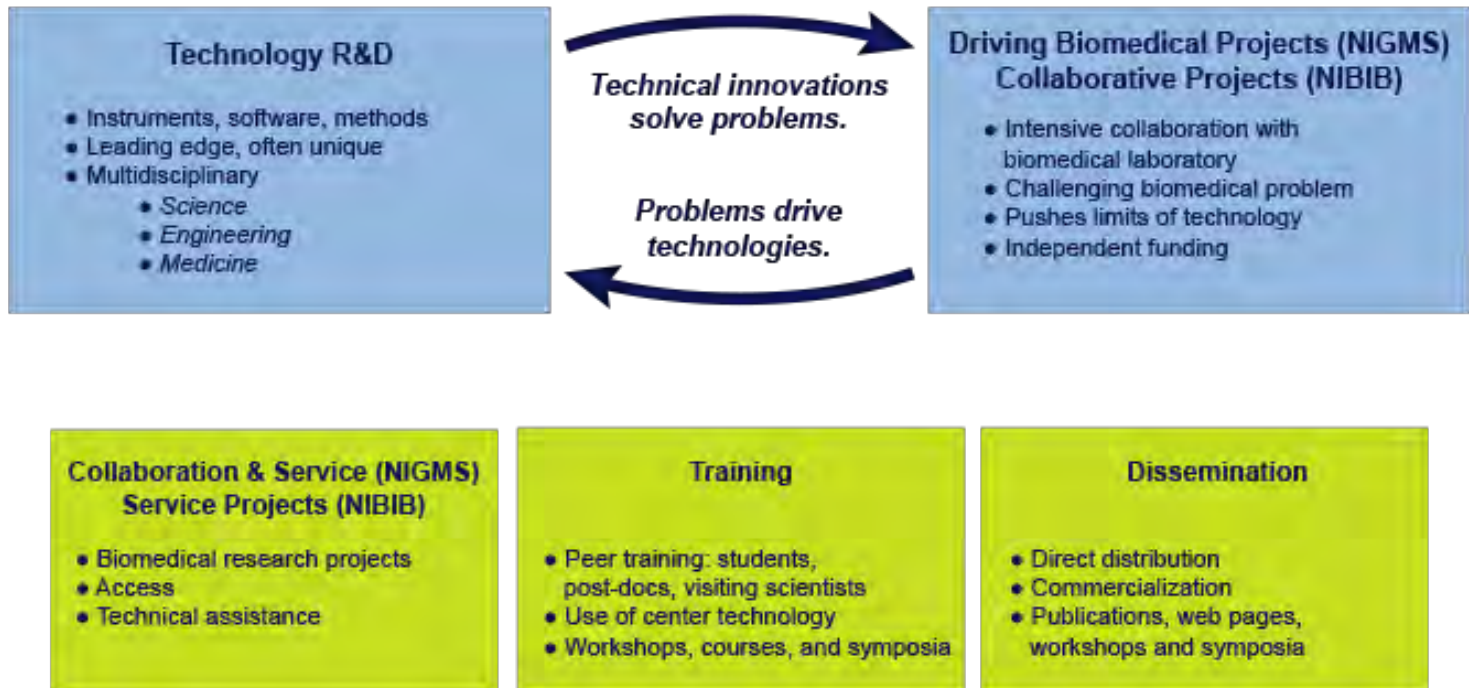 Technology R&D
● Instruments, software, methods
● Leading edge, often unique
● Multidisciplinary
● Science
● Engineering
● Medicine
Technical innovations
solve problems.
Problems drive
technologies.
Driving Biomedical Projects (NIGMS)
Collaborative Projects (NIBIB)
● Intensive collaboration with
biomedical laboratory
● Challenging biomedical problem
● Pushes limits of technology
● Independent funding
Collaboration & Service (NIGMS)
Service Projects (NIBIB)
● Biomedical research projects
● Access
● Technical assistance
Training
● Peer training: students,
post-docs, visiting scientists
● Use of center technology
● Workshops, courses, and symposia
Dissemination
● Direct distribution
● Commercialization
● Publications, web pages,
workshops and symposia